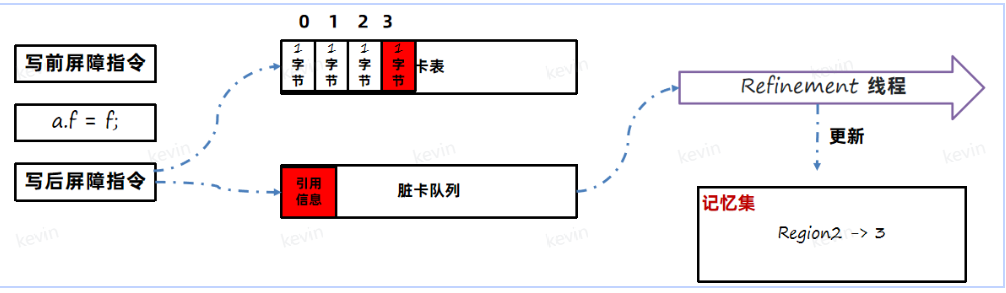 0 1 2 3
写前屏障指令
1
字
节
1
字
节
1
字
节
1
字
节
卡表
Refinement 线程
a.f = f;
更新
写后屏障指令
引用
信息
脏卡队列
记忆集
Region2 -> 3
kevin
kevin
kevin
kevin
kevin
kevin
kevin
kevin
kevin
kevin
kevin
kevin